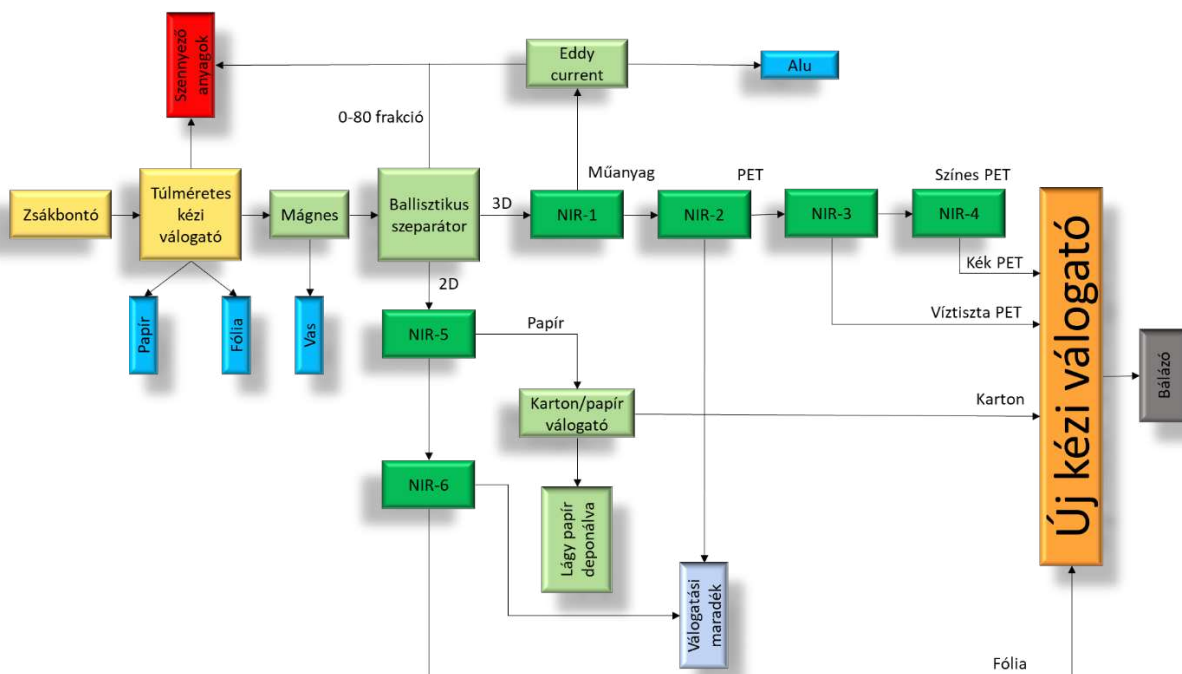 Szennyező
anyagok
Eddy
current
Alu
0-80 frakció
Zsákbontó
Túlméretes
kézi
válogató
Mágnes
Ballisztikus
szeparátor
3D
NIR-1
Műanyag
NIR-2
PET
NIR-3
Színes PET
NIR-4
Kék PET
Víztiszta PET
Új kézi válogató
Bálázó
Papír
Fólia
Vas
2D
NIR-5
Papír
Karton/papír
válogató
Karton
NIR-6
Lágy papír
deponálva
Válogatási
maradék
Fólia